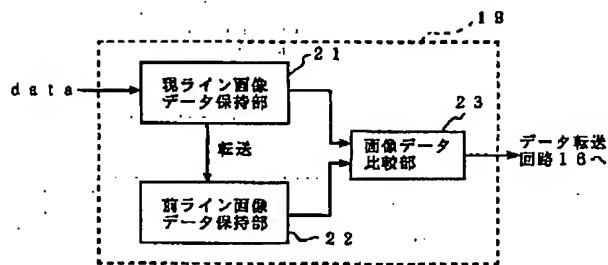 19
data
現ライン画像
データ保持部
21
転送
前ライン画像
データ保持部
22
画像データ
比較部
23
データ転送
回路16へ